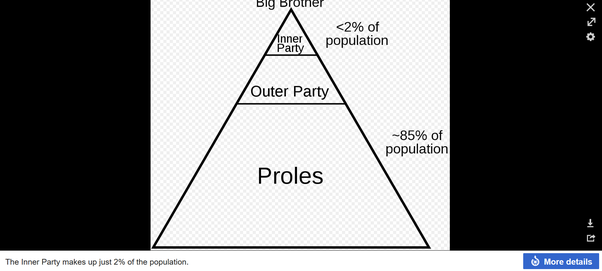 Big Brother
<2% of
population
Inner
Party
Outer Party
~85% of
population
Proles
The Inner Party makes up just 2% of the population.
More details